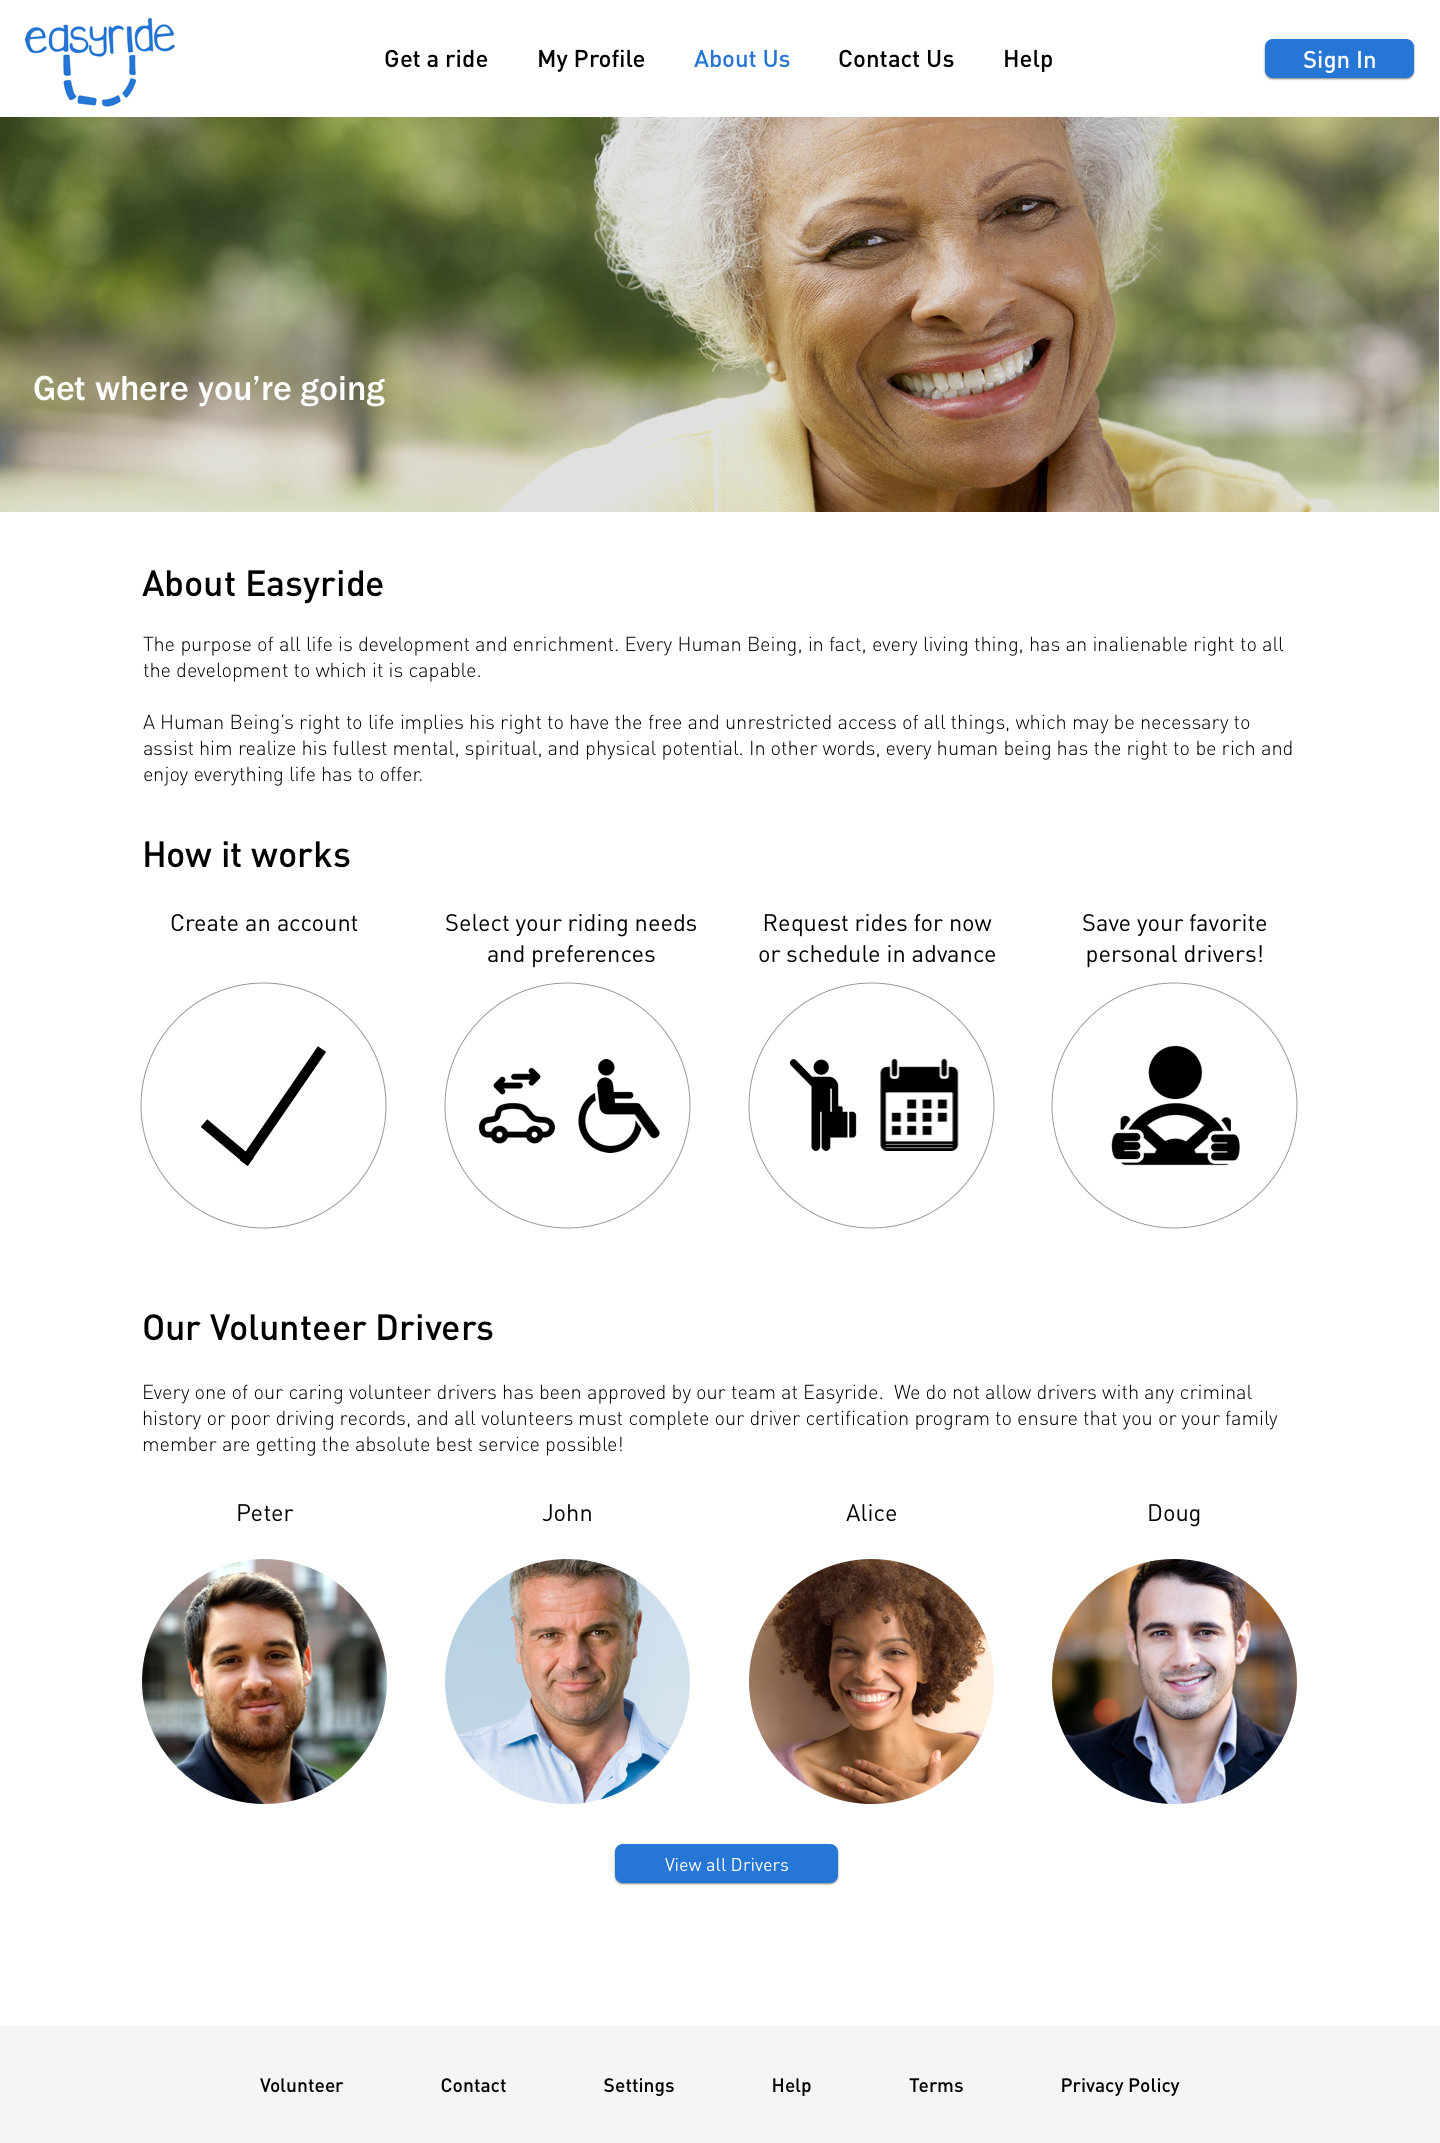 easyride
Get a ride
My Profile
About Us
Contact Us
Help
Sign In
Get where you’re going
About Easyride
The purpose of all life is development and enrichment. Every Human Being, in fact, every living thing, has an inalienable right to all
the development to which it is capable.
A Human Being’s right to life implies his right to have the free and unrestricted access of all things, which may be necessary to
assist him realize his fullest mental, spiritual, and physical potential. In other words, every human being has the right to be rich and
enjoy everything life has to offer.
How it works
Create an account
Select your riding needs
and preferences
Request rides for now
or schedule in advance
Save your favorite
personal drivers!
Our Volunteer Drivers
Every one of our caring volunteer drivers has been approved by our team at Easyride.  We do not allow drivers with any criminal
history or poor driving records, and all volunteers must complete our driver certification program to ensure that you or your family
member are getting the absolute best service possible!
Peter
John
Alice
Doug
View all Drivers
Volunteer
Contact
Settings
Help
Terms
Privacy Policy